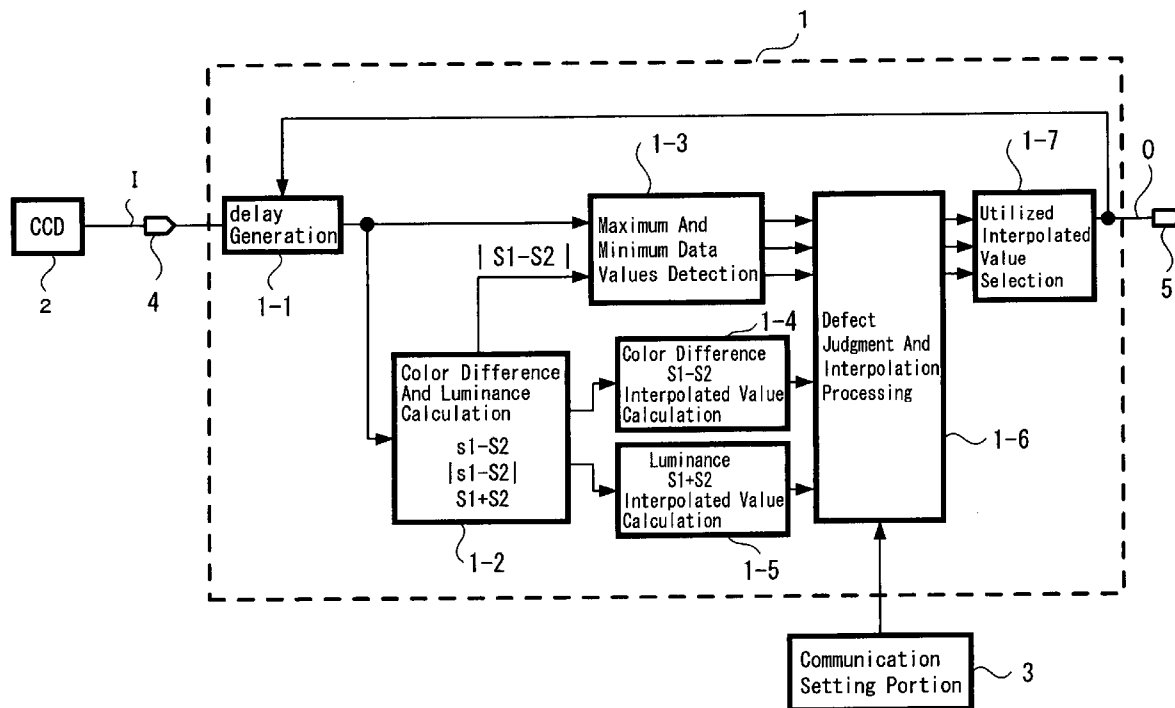 1
CCD
2
I
4
delay
Generation
1-1
1-3
Maximum And
Minimum Data
Values Detection
| S1-S2 |
Color Difference
And Luminance
Calculation
s1-S2
|s1-S2|
S1+S2
1-2
1-4
Color Difference
S1-S2
Interpolated Value
Calculation
Luminance
S1+S2
Interpolated Value
Calculation
1-5
Defect
Judgment And
Interpolation
Processing
1-6
1-7
Utilized
Interpolated
Value
Selection
O
5
Communication
Setting Portion
3